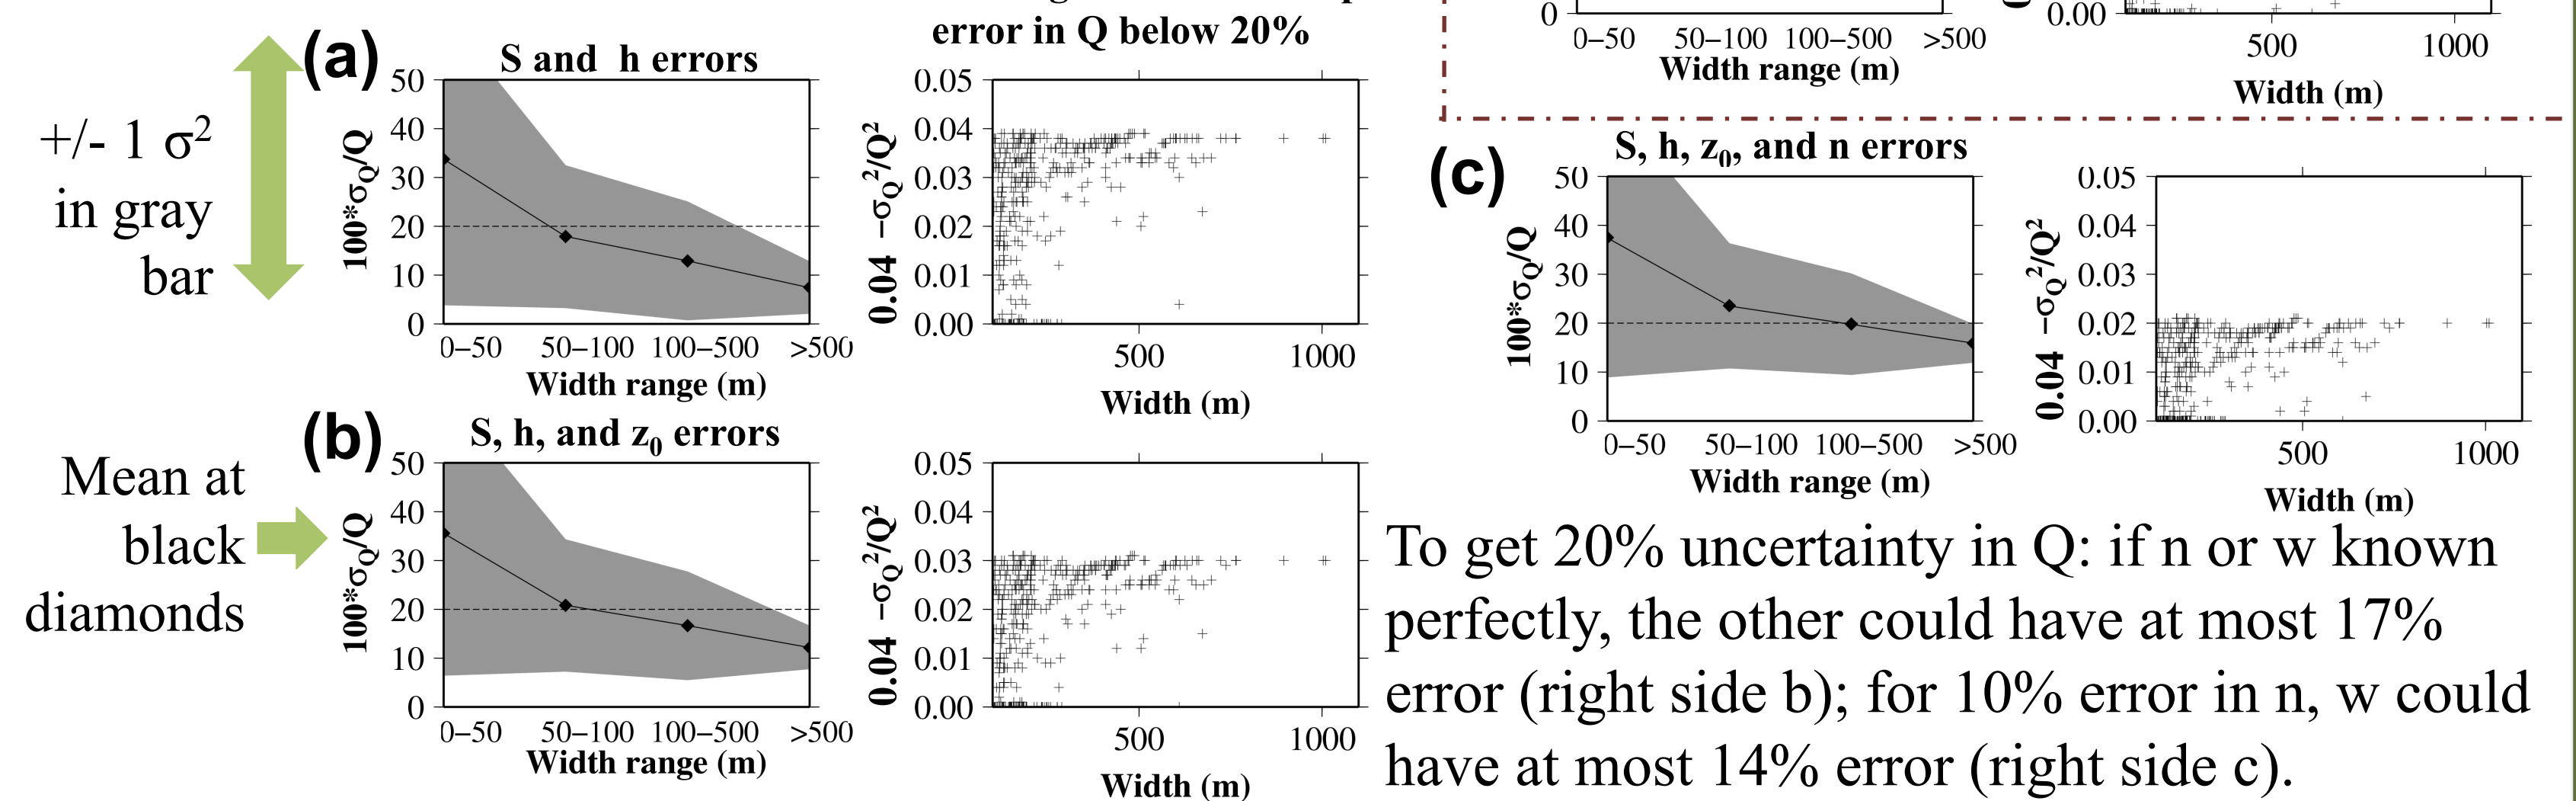 error in Q below 20%
0
0–50 50–100 100–500 >500
Width range (m)
0.00
500 1000
Width (m)
+/- 1 σ²
in gray
bar
Mean at
black
diamonds
(a)
S and h errors
50
40
30
20
10
0
100*σQ/Q
0–50 50–100 100–500 >500
Width range (m)
0.05
0.04
0.03
0.02
0.01
0.00
0.04 −σQ²/Q²
500 1000
Width (m)
(b)
S, h, and z₀ errors
50
40
30
20
10
0
100*σQ/Q
0–50 50–100 100–500 >500
Width range (m)
0.05
0.04
0.03
0.02
0.01
0.00
0.04 −σQ²/Q²
500 1000
Width (m)
(c)
S, h, z₀, and n errors
50
40
30
20
10
0
100*σQ/Q
0–50 50–100 100–500 >500
Width range (m)
0.05
0.04
0.03
0.02
0.01
0.00
0.04 −σQ²/Q²
500 1000
Width (m)
To get 20% uncertainty in Q: if n or w known
perfectly, the other could have at most 17%
error (right side b); for 10% error in n, w could
have at most 14% error (right side c).